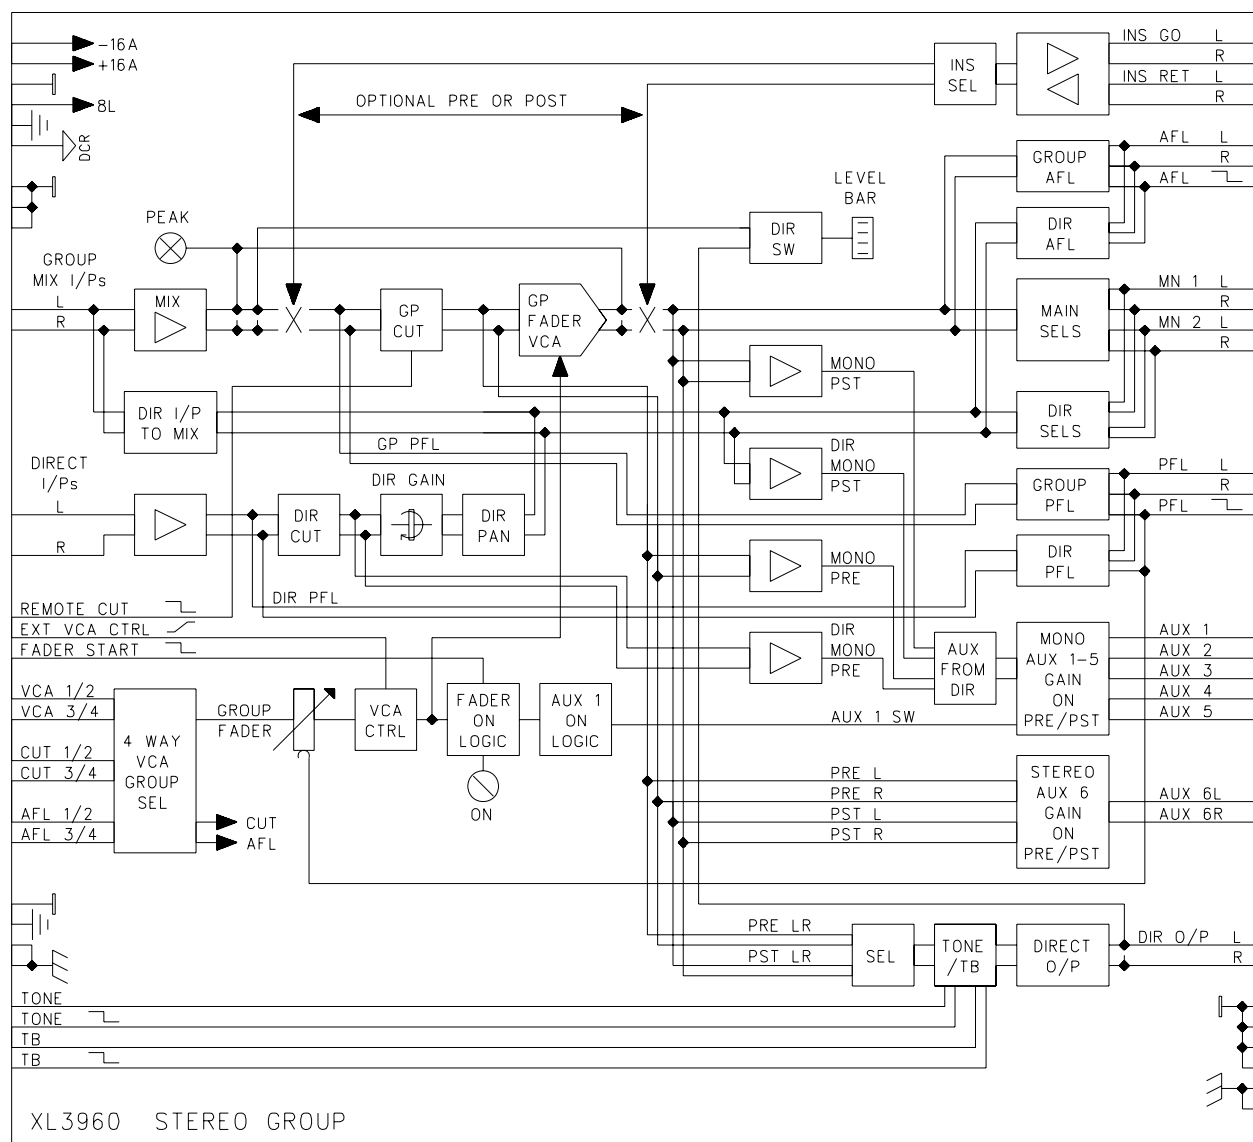 -16A
+16A
8L
DCR
OPTIONAL PRE OR POST
INS
SEL
INS GO L
R
INS RET L
R
GROUP
AFL
AFL L
R
AFL
DIR
AFL
LEVEL
BAR
DIR
SW
PEAK
GROUP
MIX I/Ps
L
R
MIX
GP
CUT
GP
FADER
VCA
MAIN
SELS
MN 1 L
R
MN 2 L
R
MONO
PST
DIR I/P
TO MIX
DIR
SELS
GP PFL
DIR
MONO
PST
DIRECT
I/Ps
L
R
DIR GAIN
DIR
CUT
DIR
PAN
GROUP
PFL
PFL L
R
PFL
DIR
PFL
MONO
PRE
DIR PFL
REMOTE CUT
EXT VCA CTRL
FADER START
DIR
MONO
PRE
AUX
FROM
DIR
MONO
AUX 1-5
GAIN
ON
PRE/PST
AUX 1
AUX 2
AUX 3
AUX 4
AUX 5
VCA 1/2
VCA 3/4
CUT 1/2
CUT 3/4
AFL 1/2
AFL 3/4
4 WAY
VCA
GROUP
SEL
CUT
AFL
GROUP
FADER
VCA
CTRL
FADER
ON
LOGIC
AUX 1
ON
LOGIC
ON
AUX 1 SW
PRE L
PRE R
PST L
PST R
STEREO
AUX 6
GAIN
ON
PRE/PST
AUX 6L
AUX 6R
PRE LR
PST LR
SEL
TONE
/TB
DIRECT
O/P
DIR O/P L
R
TONE
TONE
TB
TB
XL3960 STEREO GROUP